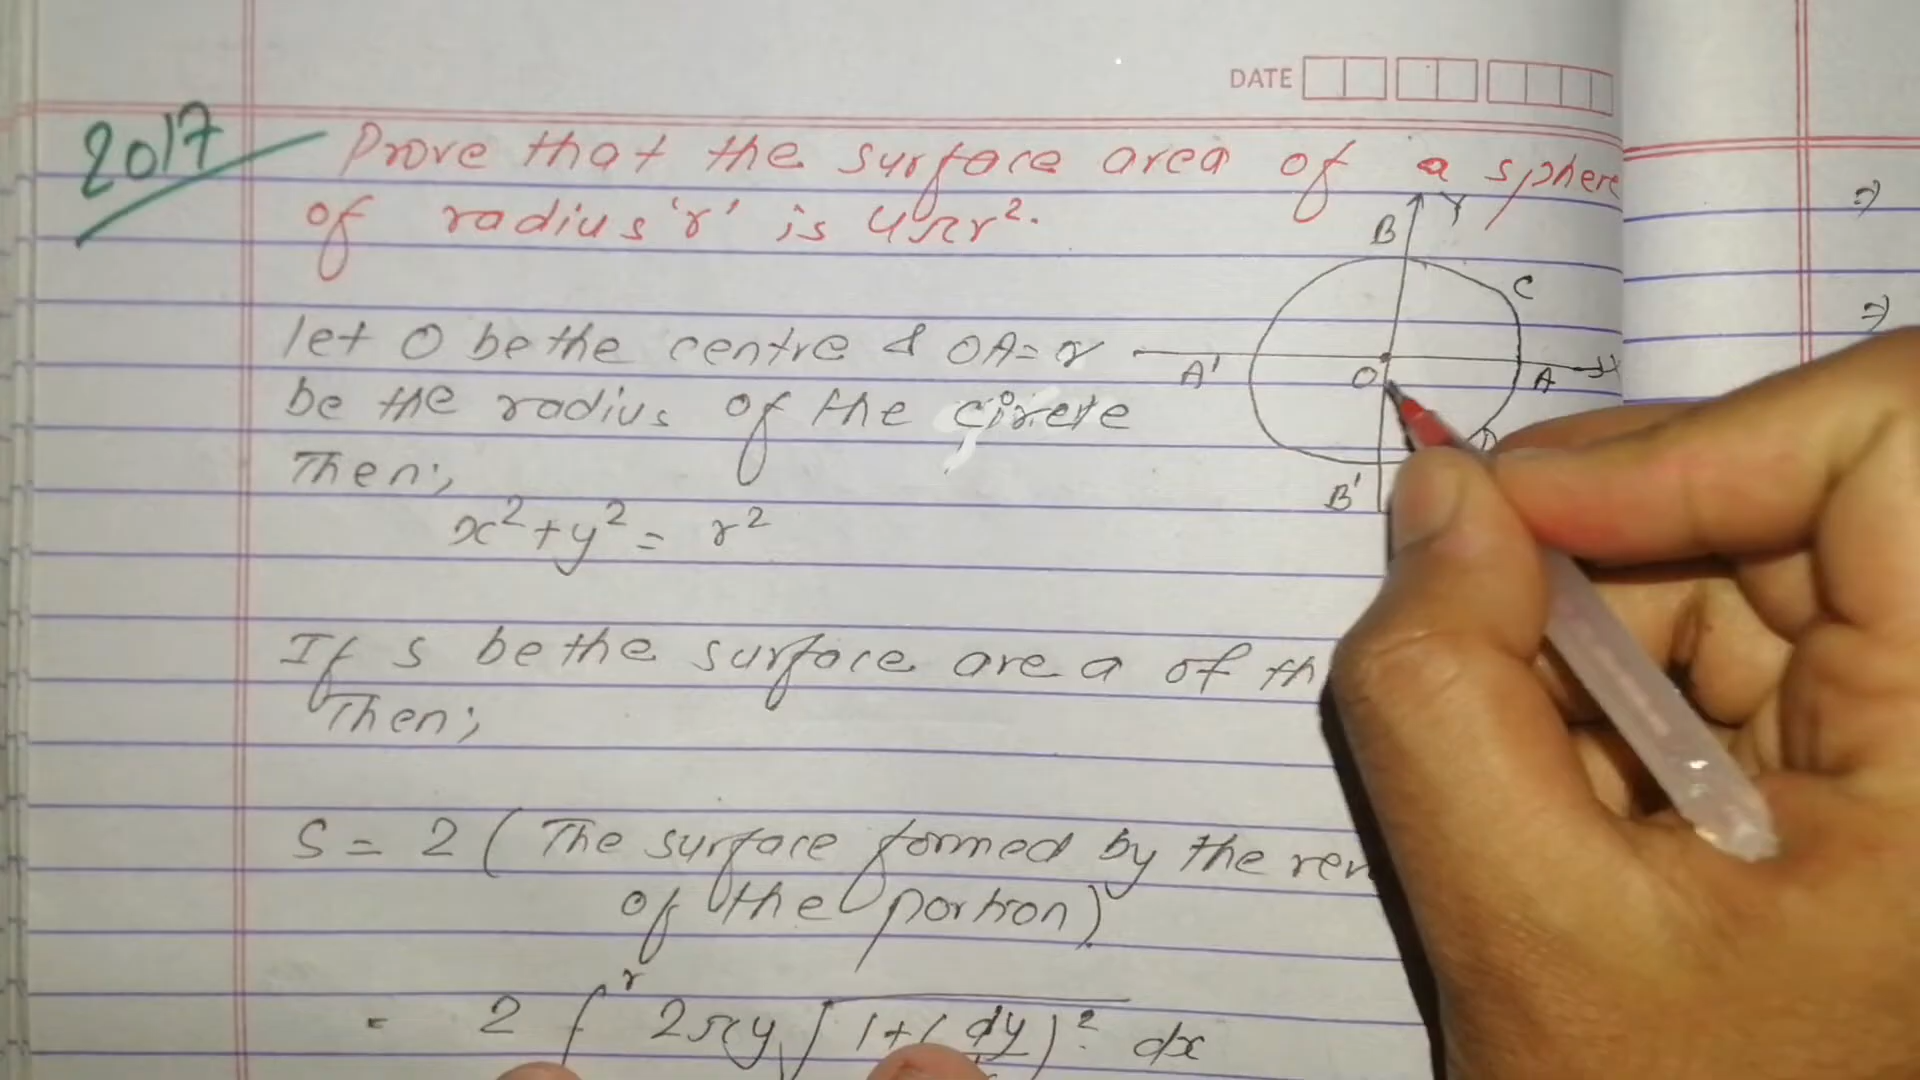 DATE
2017
Prove that the surface area of a sphere
of radius 'r' is 4πr².
Y
B
C
let O be the centre & OA = r
A'
O
A
X
be the radius of the circle
D
Then;
B'
x² + y² = r²
If S be the surface area of
Then;
S = 2 ( The surface formed by the
of the portion)
= 2 ∫ʳ 2πy √1+(dy/)² dx
⇒
⇒